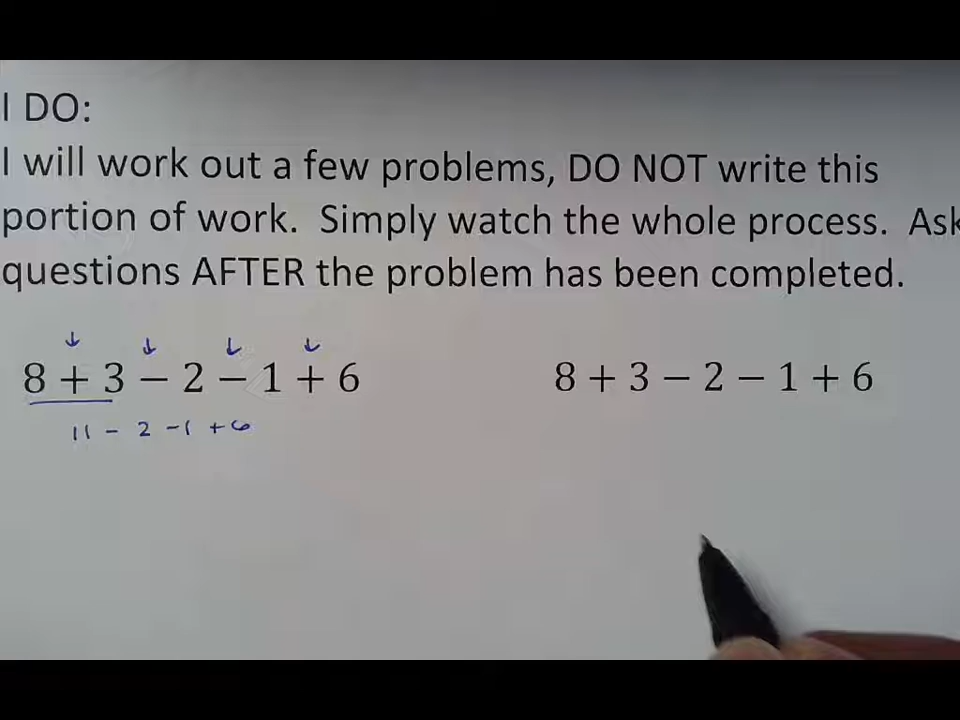 I DO:
I will work out a few problems, DO NOT write this
portion of work. Simply watch the whole process. Ask
questions AFTER the problem has been completed.
8 + 3 − 2 − 1 + 6
8 + 3 − 2 − 1 + 6
11 - 2 - 1 + 6